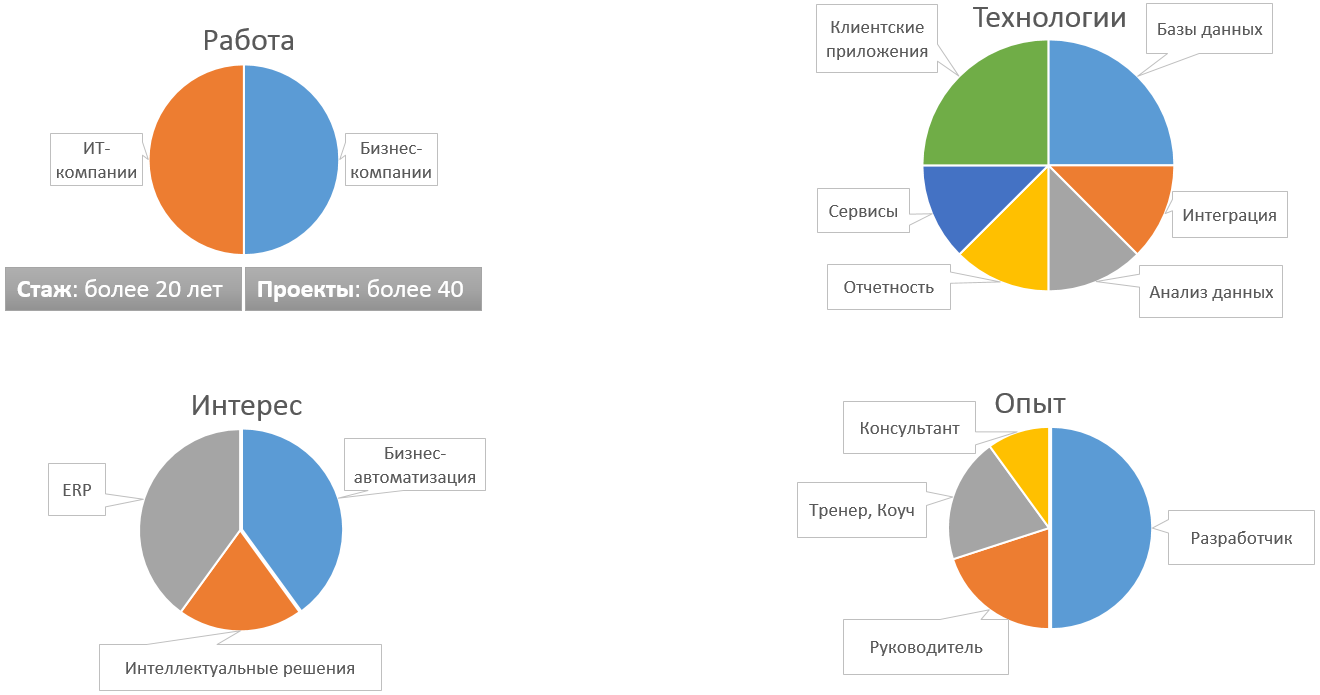 Работа
ИТ-
компании
Бизнес-
компании
Стаж: более 20 лет
Проекты: более 40
Технологии
Клиентские
приложения
Базы данных
Сервисы
Интеграция
Отчетность
Анализ данных
Интерес
Бизнес-
автоматизация
ERP
Интеллектуальные решения
Опыт
Консультант
Тренер, Коуч
Разработчик
Руководитель